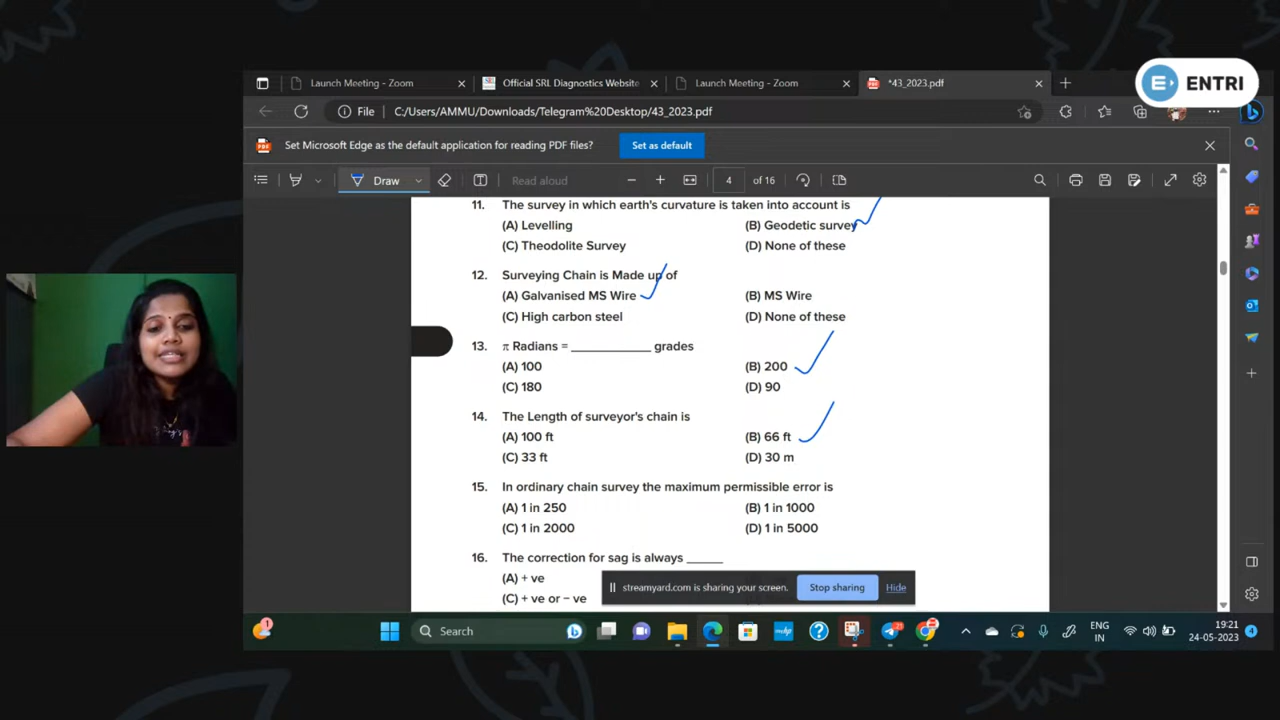 ENTRI
Launch Meeting - Zoom
Official SRL Diagnostics Website
Launch Meeting - Zoom
*43_2023.pdf
File
C:/Users/AMMU/Downloads/Telegram%20Desktop/43_2023.pdf
Set Microsoft Edge as the default application for reading PDF files?
Set as default
Draw
Read aloud
4
of 16
11. The survey in which earth's curvature is taken into account is
(A) Levelling
(B) Geodetic survey
(C) Theodolite Survey
(D) None of these
12. Surveying Chain is Made up of
(A) Galvanised MS Wire
(B) MS Wire
(C) High carbon steel
(D) None of these
13. π Radians = ____________ grades
(A) 100
(B) 200
(C) 180
(D) 90
14. The Length of surveyor's chain is
(A) 100 ft
(B) 66 ft
(C) 33 ft
(D) 30 m
15. In ordinary chain survey the maximum permissible error is
(A) 1 in 250
(B) 1 in 1000
(C) 1 in 2000
(D) 1 in 5000
16. The correction for sag is always _____
(A) + ve
(C) + ve or – ve
streamyard.com is sharing your screen.
Stop sharing
Hide
Search
ENG
IN
19:21
24-05-2023